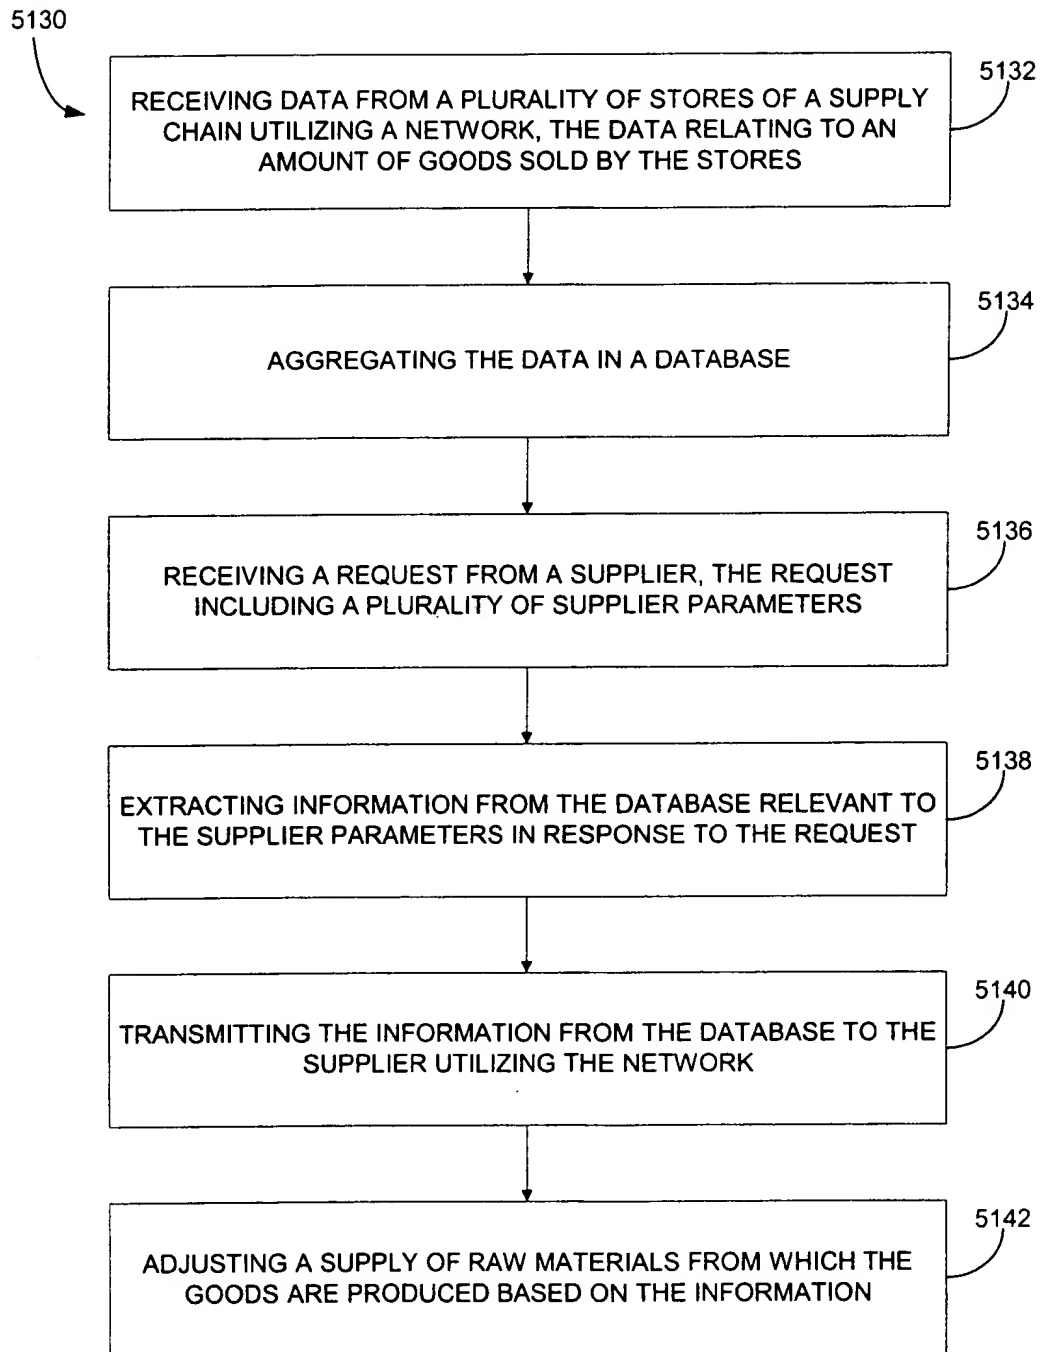 5130
5132
RECEIVING DATA FROM A PLURALITY OF STORES OF A SUPPLY
CHAIN UTILIZING A NETWORK, THE DATA RELATING TO AN
AMOUNT OF GOODS SOLD BY THE STORES
5134
AGGREGATING THE DATA IN A DATABASE
5136
RECEIVING A REQUEST FROM A SUPPLIER, THE REQUEST
INCLUDING A PLURALITY OF SUPPLIER PARAMETERS
5138
EXTRACTING INFORMATION FROM THE DATABASE RELEVANT TO
THE SUPPLIER PARAMETERS IN RESPONSE TO THE REQUEST
5140
TRANSMITTING THE INFORMATION FROM THE DATABASE TO THE
SUPPLIER UTILIZING THE NETWORK
5142
ADJUSTING A SUPPLY OF RAW MATERIALS FROM WHICH THE
GOODS ARE PRODUCED BASED ON THE INFORMATION